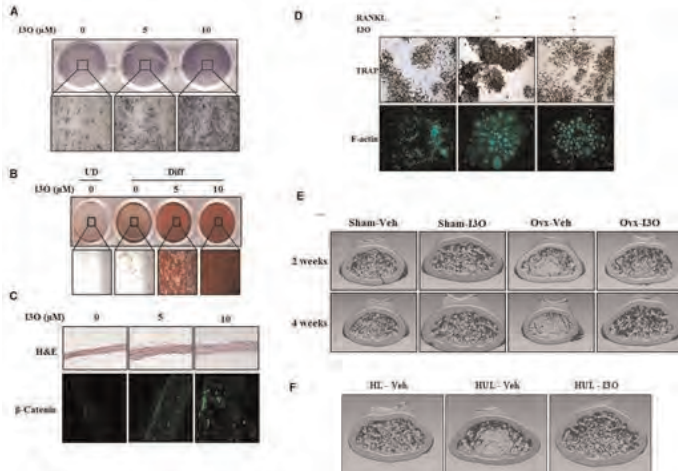 A
I3O (µM) 0 5 10
B
UD Diff
I3O (µM) 0 0 5 10
C
I3O (µM) 0 5 10
H&E
β-Catenin
D
RANKL - + +
I3O - - +
TRAP
F-actin
E
Sham-Veh Sham-I3O Ovx-Veh Ovx-I3O
2 weeks
4 weeks
F
HL - Veh HUL - Veh HUL - I3O